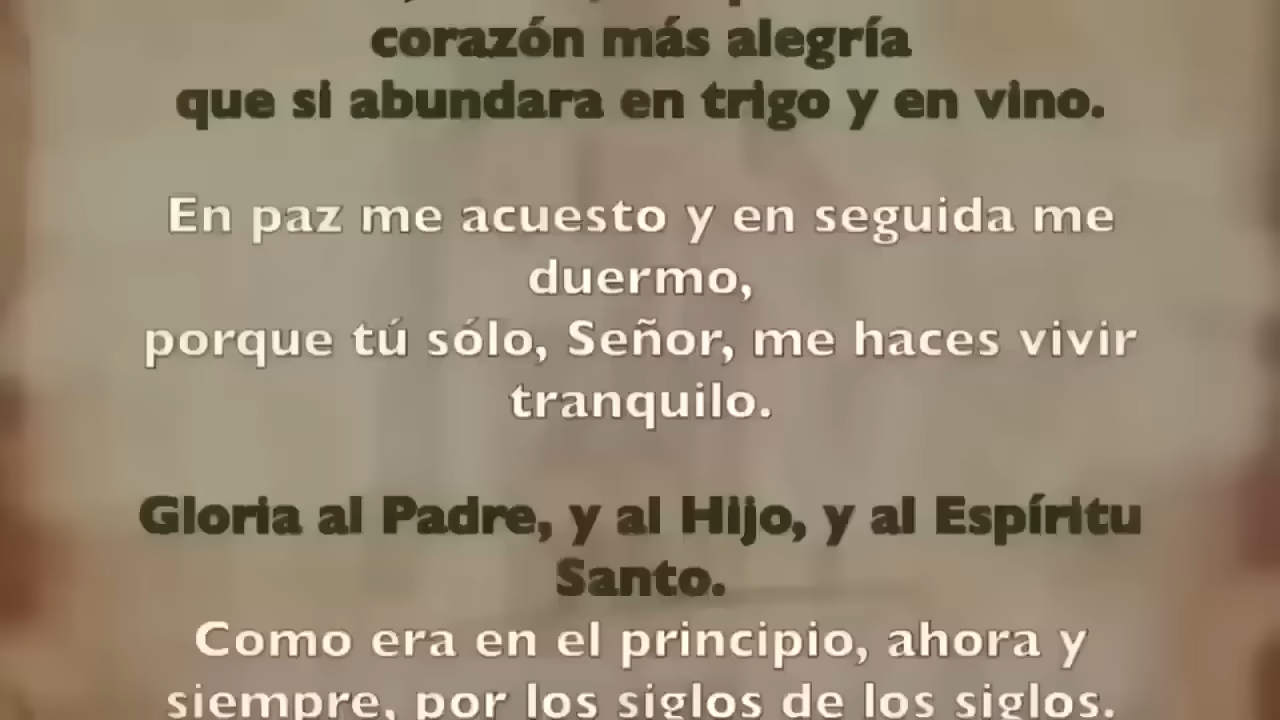 corazón más alegría
que si abundara en trigo y en vino.
En paz me acuesto y en seguida me
duermo,
porque tú sólo, Señor, me haces vivir
tranquilo.
Gloria al Padre, y al Hijo, y al Espíritu
Santo.
Como era en el principio, ahora y
siempre, por los siglos de los siglos.